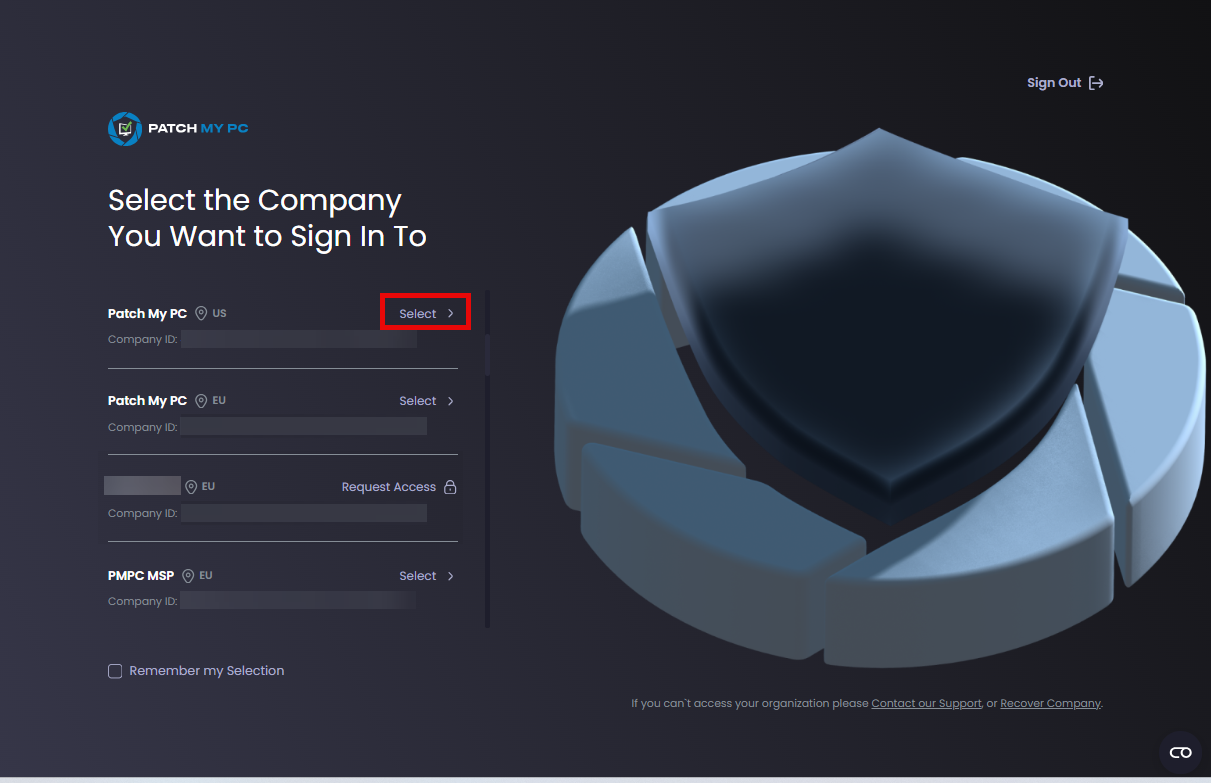 Sign Out
PATCH MY PC
Select the Company
You Want to Sign In To
Patch My PC US Select
Company ID:
Patch My PC EU Select
Company ID:
EU Request Access
Company ID:
PMPC MSP EU Select
Company ID:
Remember my Selection
If you can't access your organization please Contact our Support, or Recover Company.